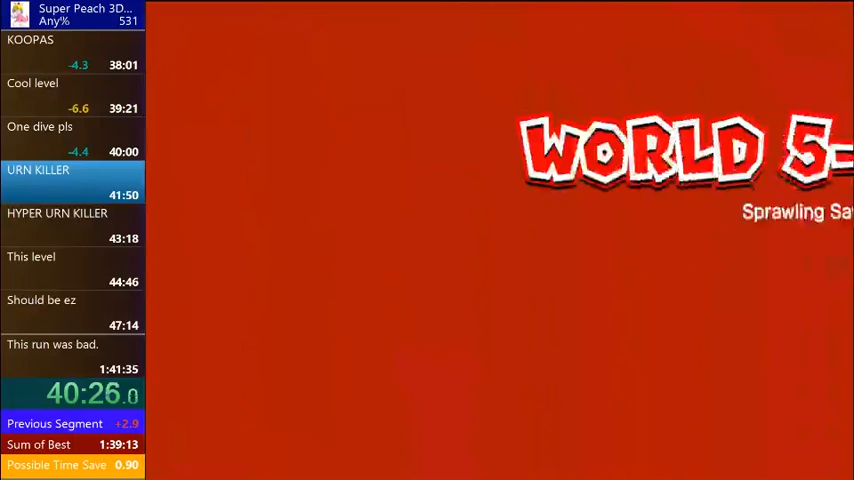 Super Peach 3D...
Any% 531
KOOPAS
-4.3 38:01
Cool level
-6.6 39:21
One dive pls
-4.4 40:00
URN KILLER
41:50
HYPER URN KILLER
43:18
This level
44:46
Should be ez
47:14
This run was bad.
1:41:35
40:26.0
Previous Segment +2.9
Sum of Best 1:39:13
Possible Time Save 0.90
WORLD 5-
Sprawling Sav